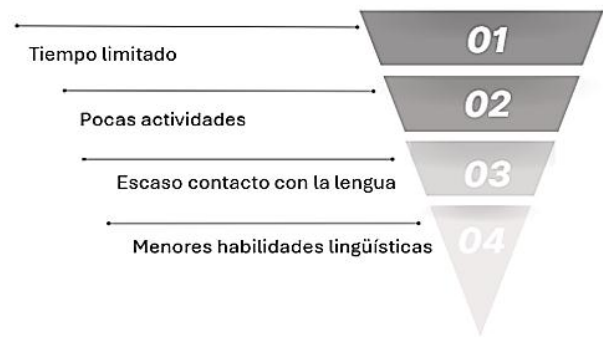 01
Tiempo limitado
02
Pocas actividades
03
Escaso contacto con la lengua
04
Menores habilidades lingüísticas